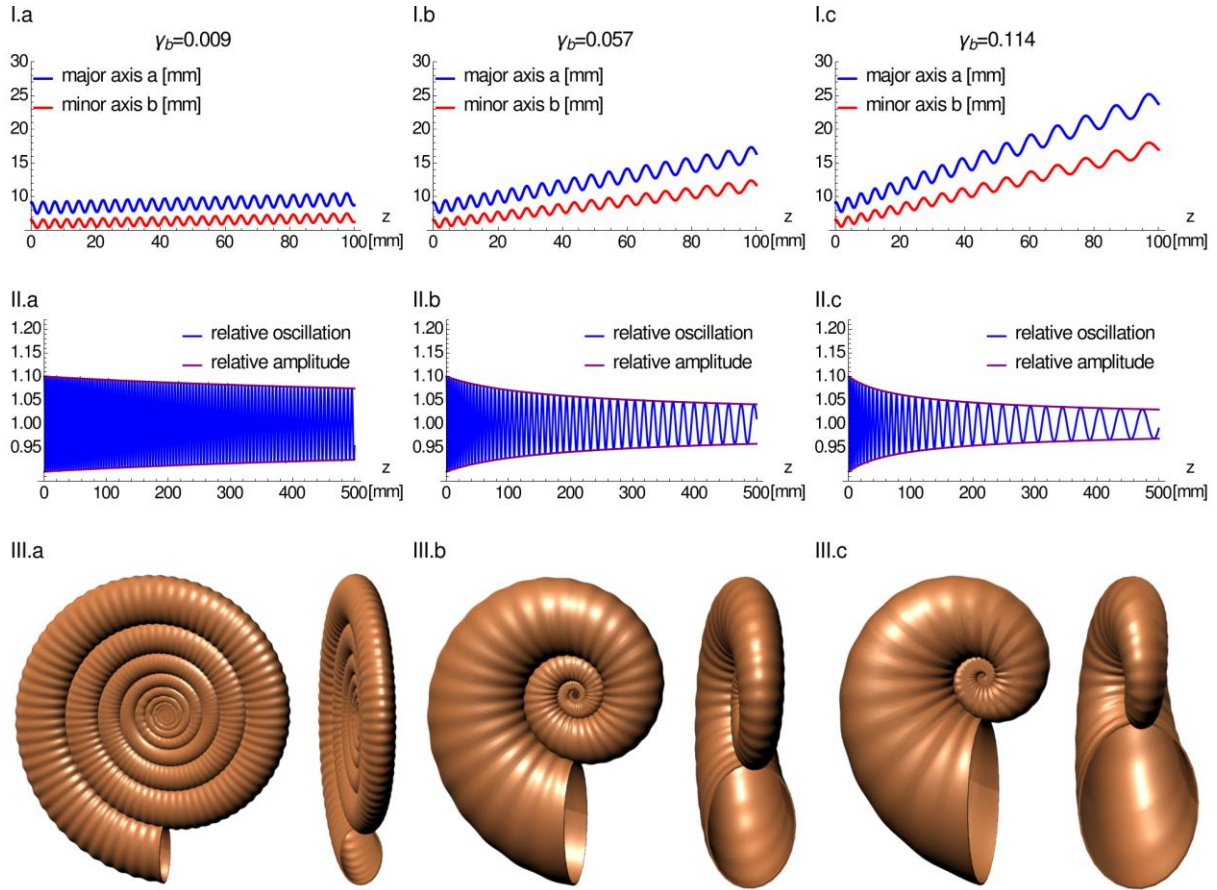 I.a
γb=0.009
30
25
20
15
10
major axis a [mm]
minor axis b [mm]
z
0 20 40 60 80 100 [mm]
I.b
γb=0.057
30
25
20
15
10
major axis a [mm]
minor axis b [mm]
z
0 20 40 60 80 100 [mm]
I.c
γb=0.114
30
25
20
15
10
major axis a [mm]
minor axis b [mm]
z
0 20 40 60 80 100 [mm]
II.a
1.20
1.15
1.10
1.05
1.00
0.95
relative oscillation
relative amplitude
z
0 100 200 300 400 500 [mm]
II.b
1.20
1.15
1.10
1.05
1.00
0.95
relative oscillation
relative amplitude
z
0 100 200 300 400 500 [mm]
II.c
1.20
1.15
1.10
1.05
1.00
0.95
relative oscillation
relative amplitude
z
0 100 200 300 400 500 [mm]
III.a
III.b
III.c